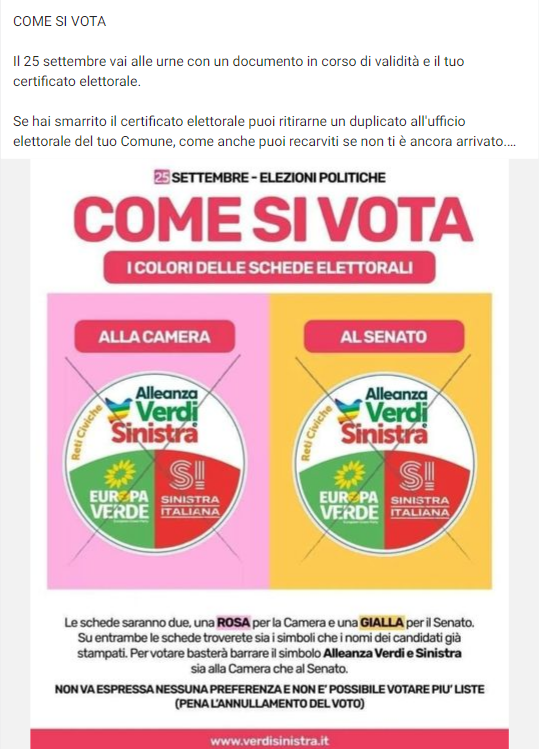 COME SI VOTA
Il 25 settembre vai alle urne con un documento in corso di validità e il tuo
certificato elettorale.
Se hai smarrito il certificato elettorale puoi ritirarne un duplicato all'ufficio
elettorale del tuo Comune, come anche puoi recarviti se non ti è ancora arrivato....
25 SETTEMBRE - ELEZIONI POLITICHE
COME SI VOTA
I COLORI DELLE SCHEDE ELETTORALI
ALLA CAMERA
Reti Civiche
Alleanza
Verdi
Sinistra
EUROPA
VERDE
SI
SINISTRA
ITALIANA
AL SENATO
Reti Civiche
Alleanza
Verdi
Sinistra
EUROPA
VERDE
SI
SINISTRA
ITALIANA
Le schede saranno due, una ROSA per la Camera e una GIALLA per il Senato.
Su entrambe le schede troverete sia i simboli che i nomi dei candidati già
stampati. Per votare basterà barrare il simbolo Alleanza Verdi e Sinistra
sia alla Camera che al Senato.
NON VA ESPRESSA NESSUNA PREFERENZA E NON E' POSSIBILE VOTARE PIU' LISTE
(PENA L'ANNULLAMENTO DEL VOTO)
www.verdisinistra.it